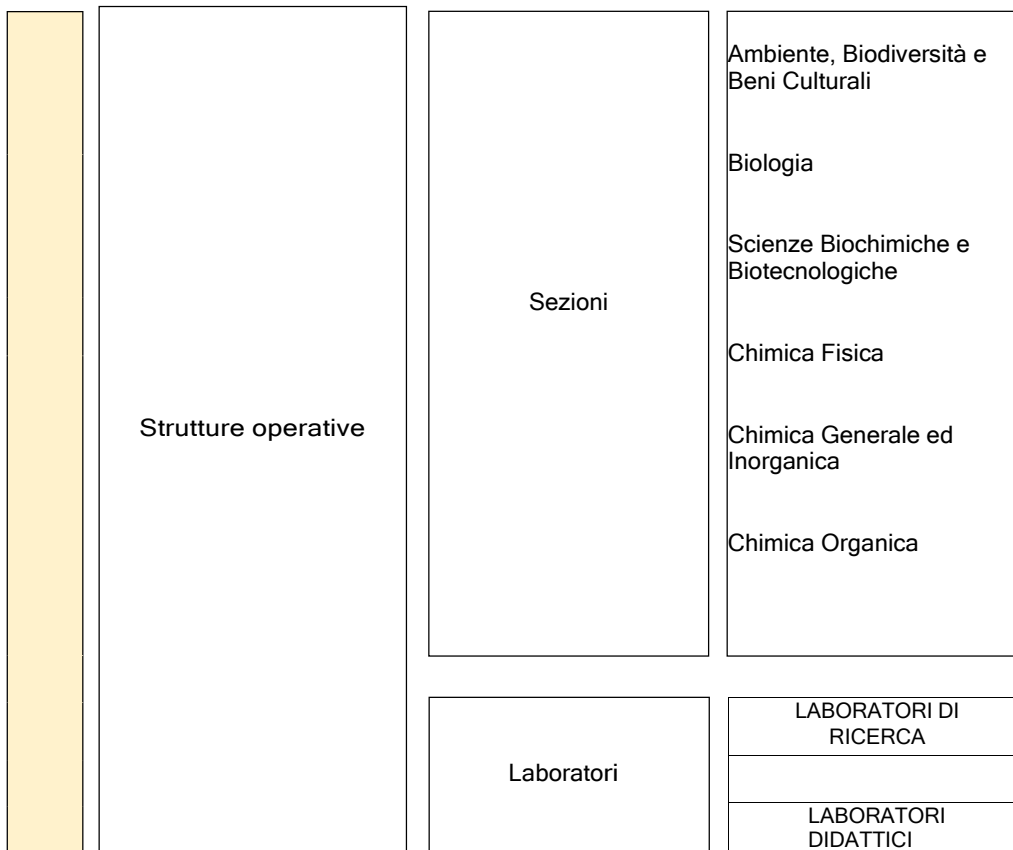 Strutture operative
Sezioni
Ambiente, Biodiversità e
Beni Culturali
Biologia
Scienze Biochimiche e
Biotecnologiche
Chimica Fisica
Chimica Generale ed
Inorganica
Chimica Organica
Laboratori
LABORATORI DI
RICERCA
LABORATORI
DIDATTICI